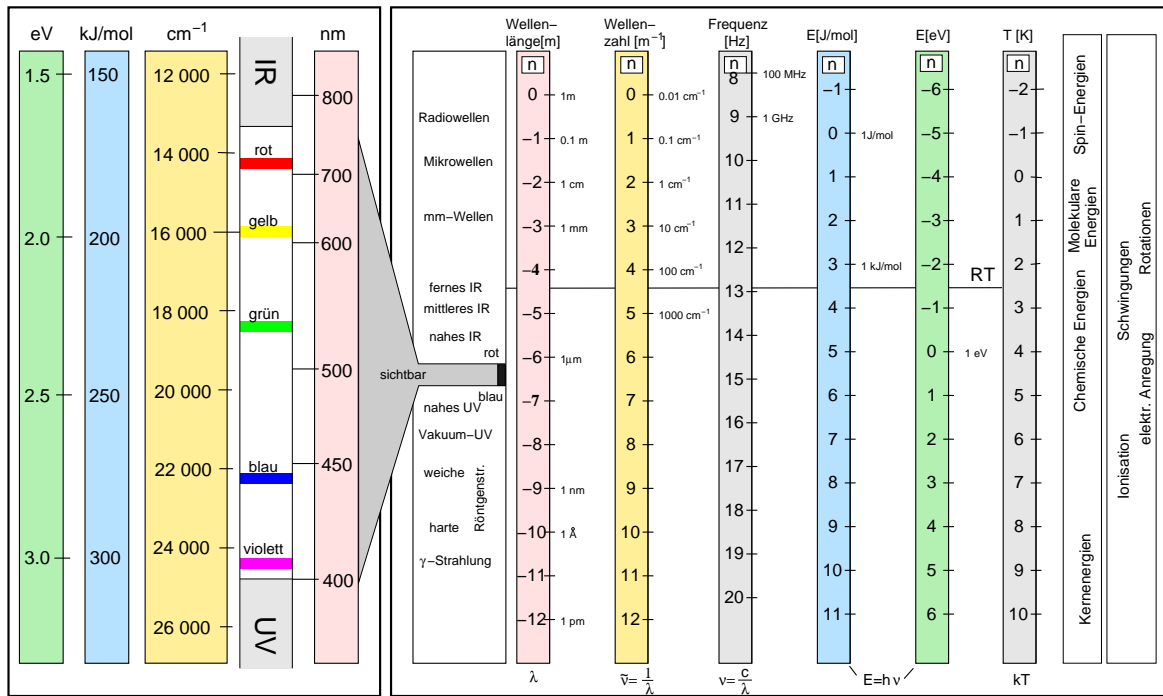 eV kJ/mol cm⁻¹ nm
1.5
2.0
2.5
3.0
150
200
250
300
12 000
14 000
16 000
18 000
20 000
22 000
24 000
26 000
IR
rot
gelb
grün
blau
violett
UV
800
700
600
500
450
400
sichtbar
Radiowellen
Mikrowellen
mm−Wellen
fernes IR
mittleres IR
nahes IR
rot
blau
nahes UV
Vakuum−UV
weiche
harte
Röntgenstr.
γ−Strahlung
Wellen−
länge[m]
n
0 1m
−1 0.1 m
−2 1 cm
−3 1 mm
−4
−5
−6 1μm
−7
−8
−9 1 nm
−10 1 Å
−11
−12 1 pm
λ
Wellen−
zahl [m⁻¹]
n
0 0.01 cm⁻¹
1 0.1 cm⁻¹
2 1 cm⁻¹
3 10 cm⁻¹
4 100 cm⁻¹
5 1000 cm⁻¹
6
7
8
9
10
11
12
ν̃= 1/λ
Frequenz
[Hz]
n
8 100 MHz
9 1 GHz
10
11
12
13
14
15
16
17
18
19
20
ν= c/λ
E[J/mol]
n
−1
0 1J/mol
1
2
3 1 kJ/mol
4
5
6
7
8
9
10
11
E[eV]
n
−6
−5
−4
−3
−2
−1
0 1 eV
1
2
3
4
5
6
E=h ν
RT
T [K]
n
−2
−1
0
1
2
3
4
5
6
7
8
9
10
kT
Spin−Energien
Molekulare
Energien
Chemische Energien
Kernenergien
Rotationen
Schwingungen
elektr. Anregung
Ionisation